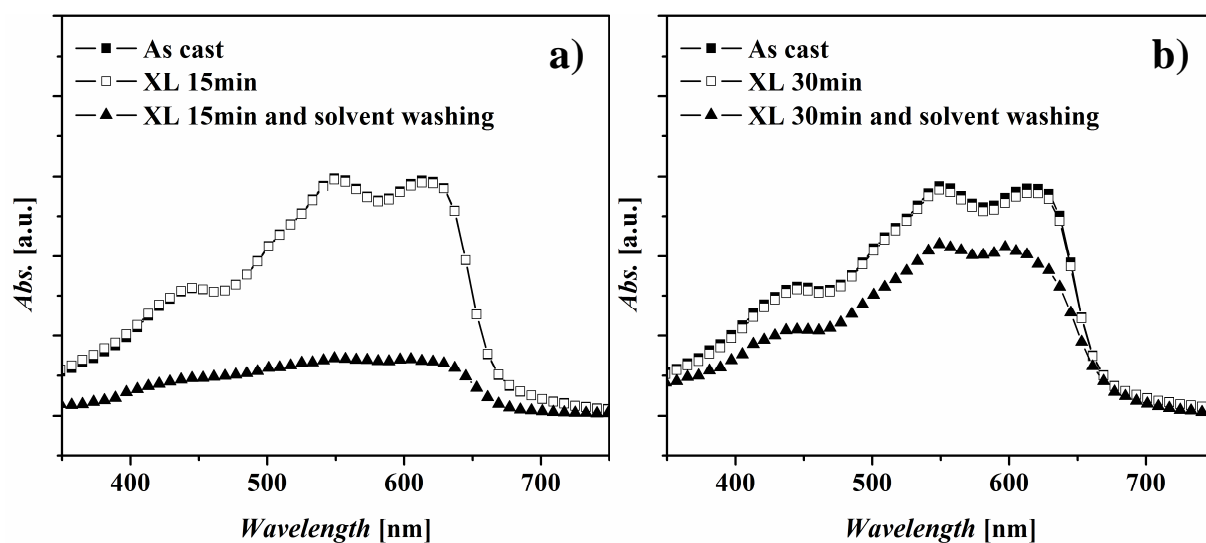 As cast
XL 15min
XL 15min and solvent washing
a)
Abs. [a.u.]
400 500 600 700
Wavelength [nm]
As cast
XL 30min
XL 30min and solvent washing
b)
Abs. [a.u.]
400 500 600 700
Wavelength [nm]